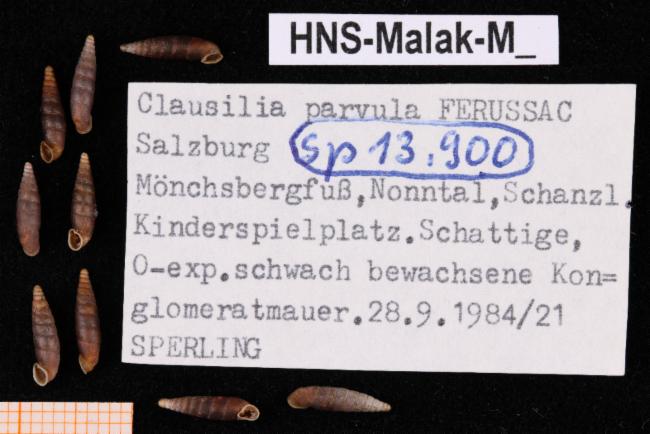 HNS-Malak-M_
Clausilia parvula FERUSSAC
Salzburg Sp 13.900
Mönchsbergfuß,Nonntal,Schanzl.
Kinderspielplatz.Schattige,
O-exp.schwach bewachsene Kon=
glomeratmauer.28.9.1984/21
SPERLING